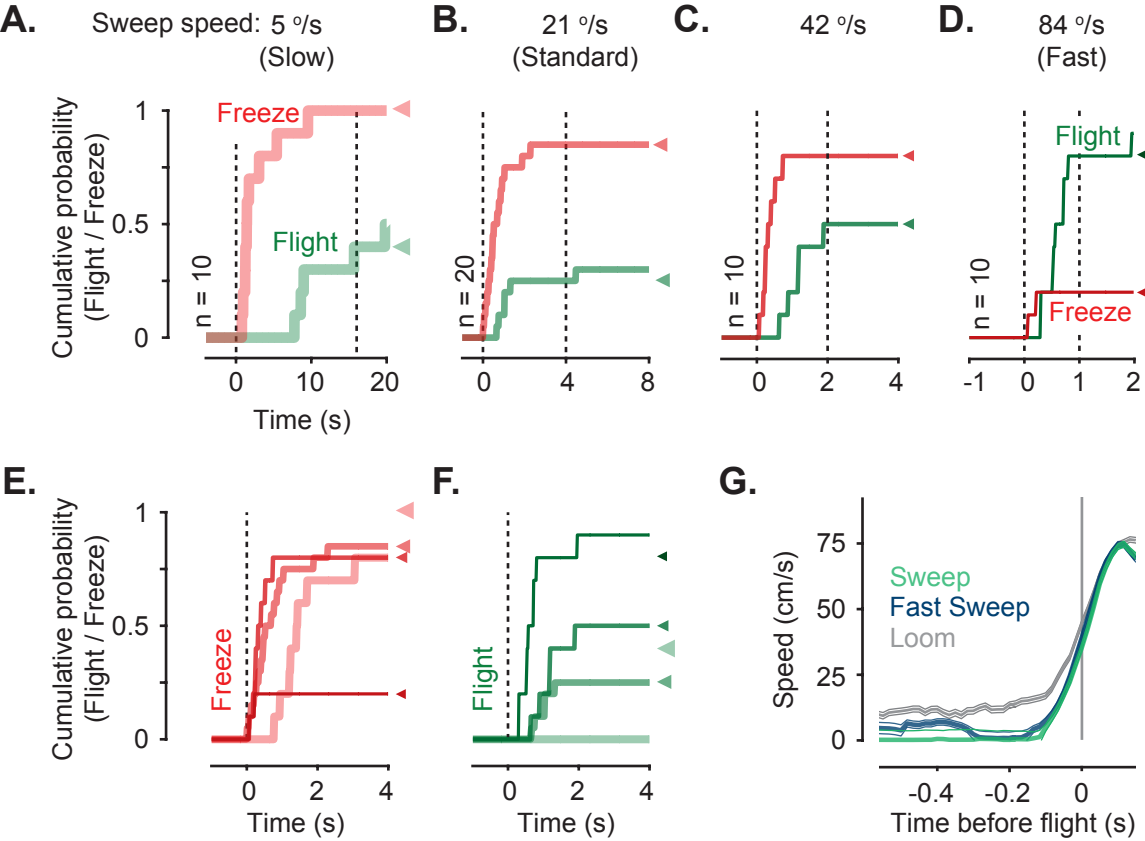 A. Sweep speed: 5 º/s
(Slow)
B. 21 º/s
(Standard)
C. 42 º/s
D. 84 º/s
(Fast)
Cumulative probability
(Flight / Freeze)
1
0.5
0
Freeze
Flight
n = 10
0 10 20
Time (s)
n = 20
0 4 8
n = 10
0 2 4
Flight
Freeze
n = 10
-1 0 1 2
E.
Cumulative probability
(Flight / Freeze)
1
0.5
0
Freeze
0 2 4
Time (s)
F.
Flight
0 2 4
Time (s)
G.
Speed (cm/s)
75
50
25
0
Sweep
Fast Sweep
Loom
-0.4 -0.2 0
Time before flight (s)